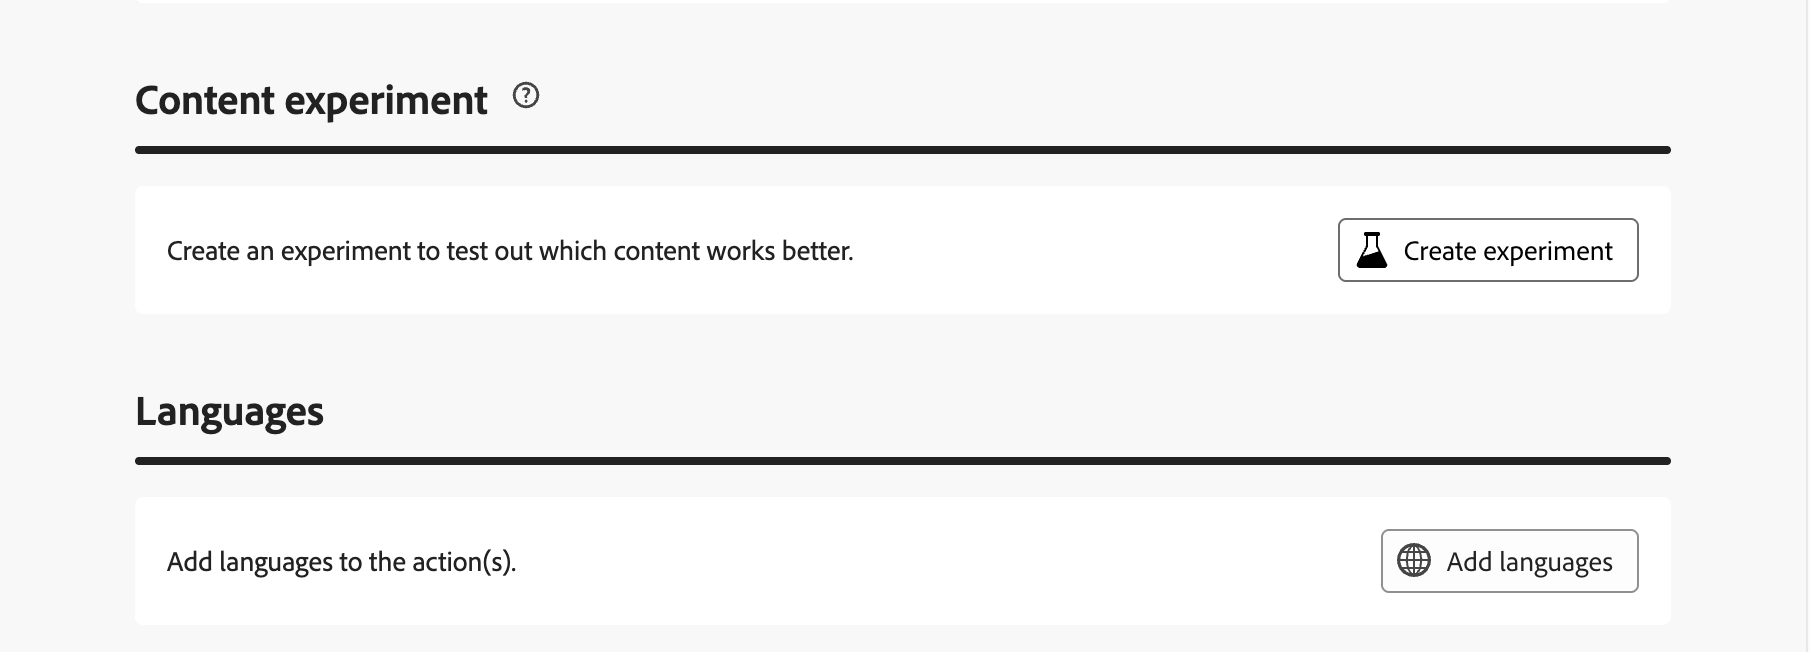 Content experiment
Create an experiment to test out which content works better.
Create experiment
Languages
Add languages to the action(s).
Add languages